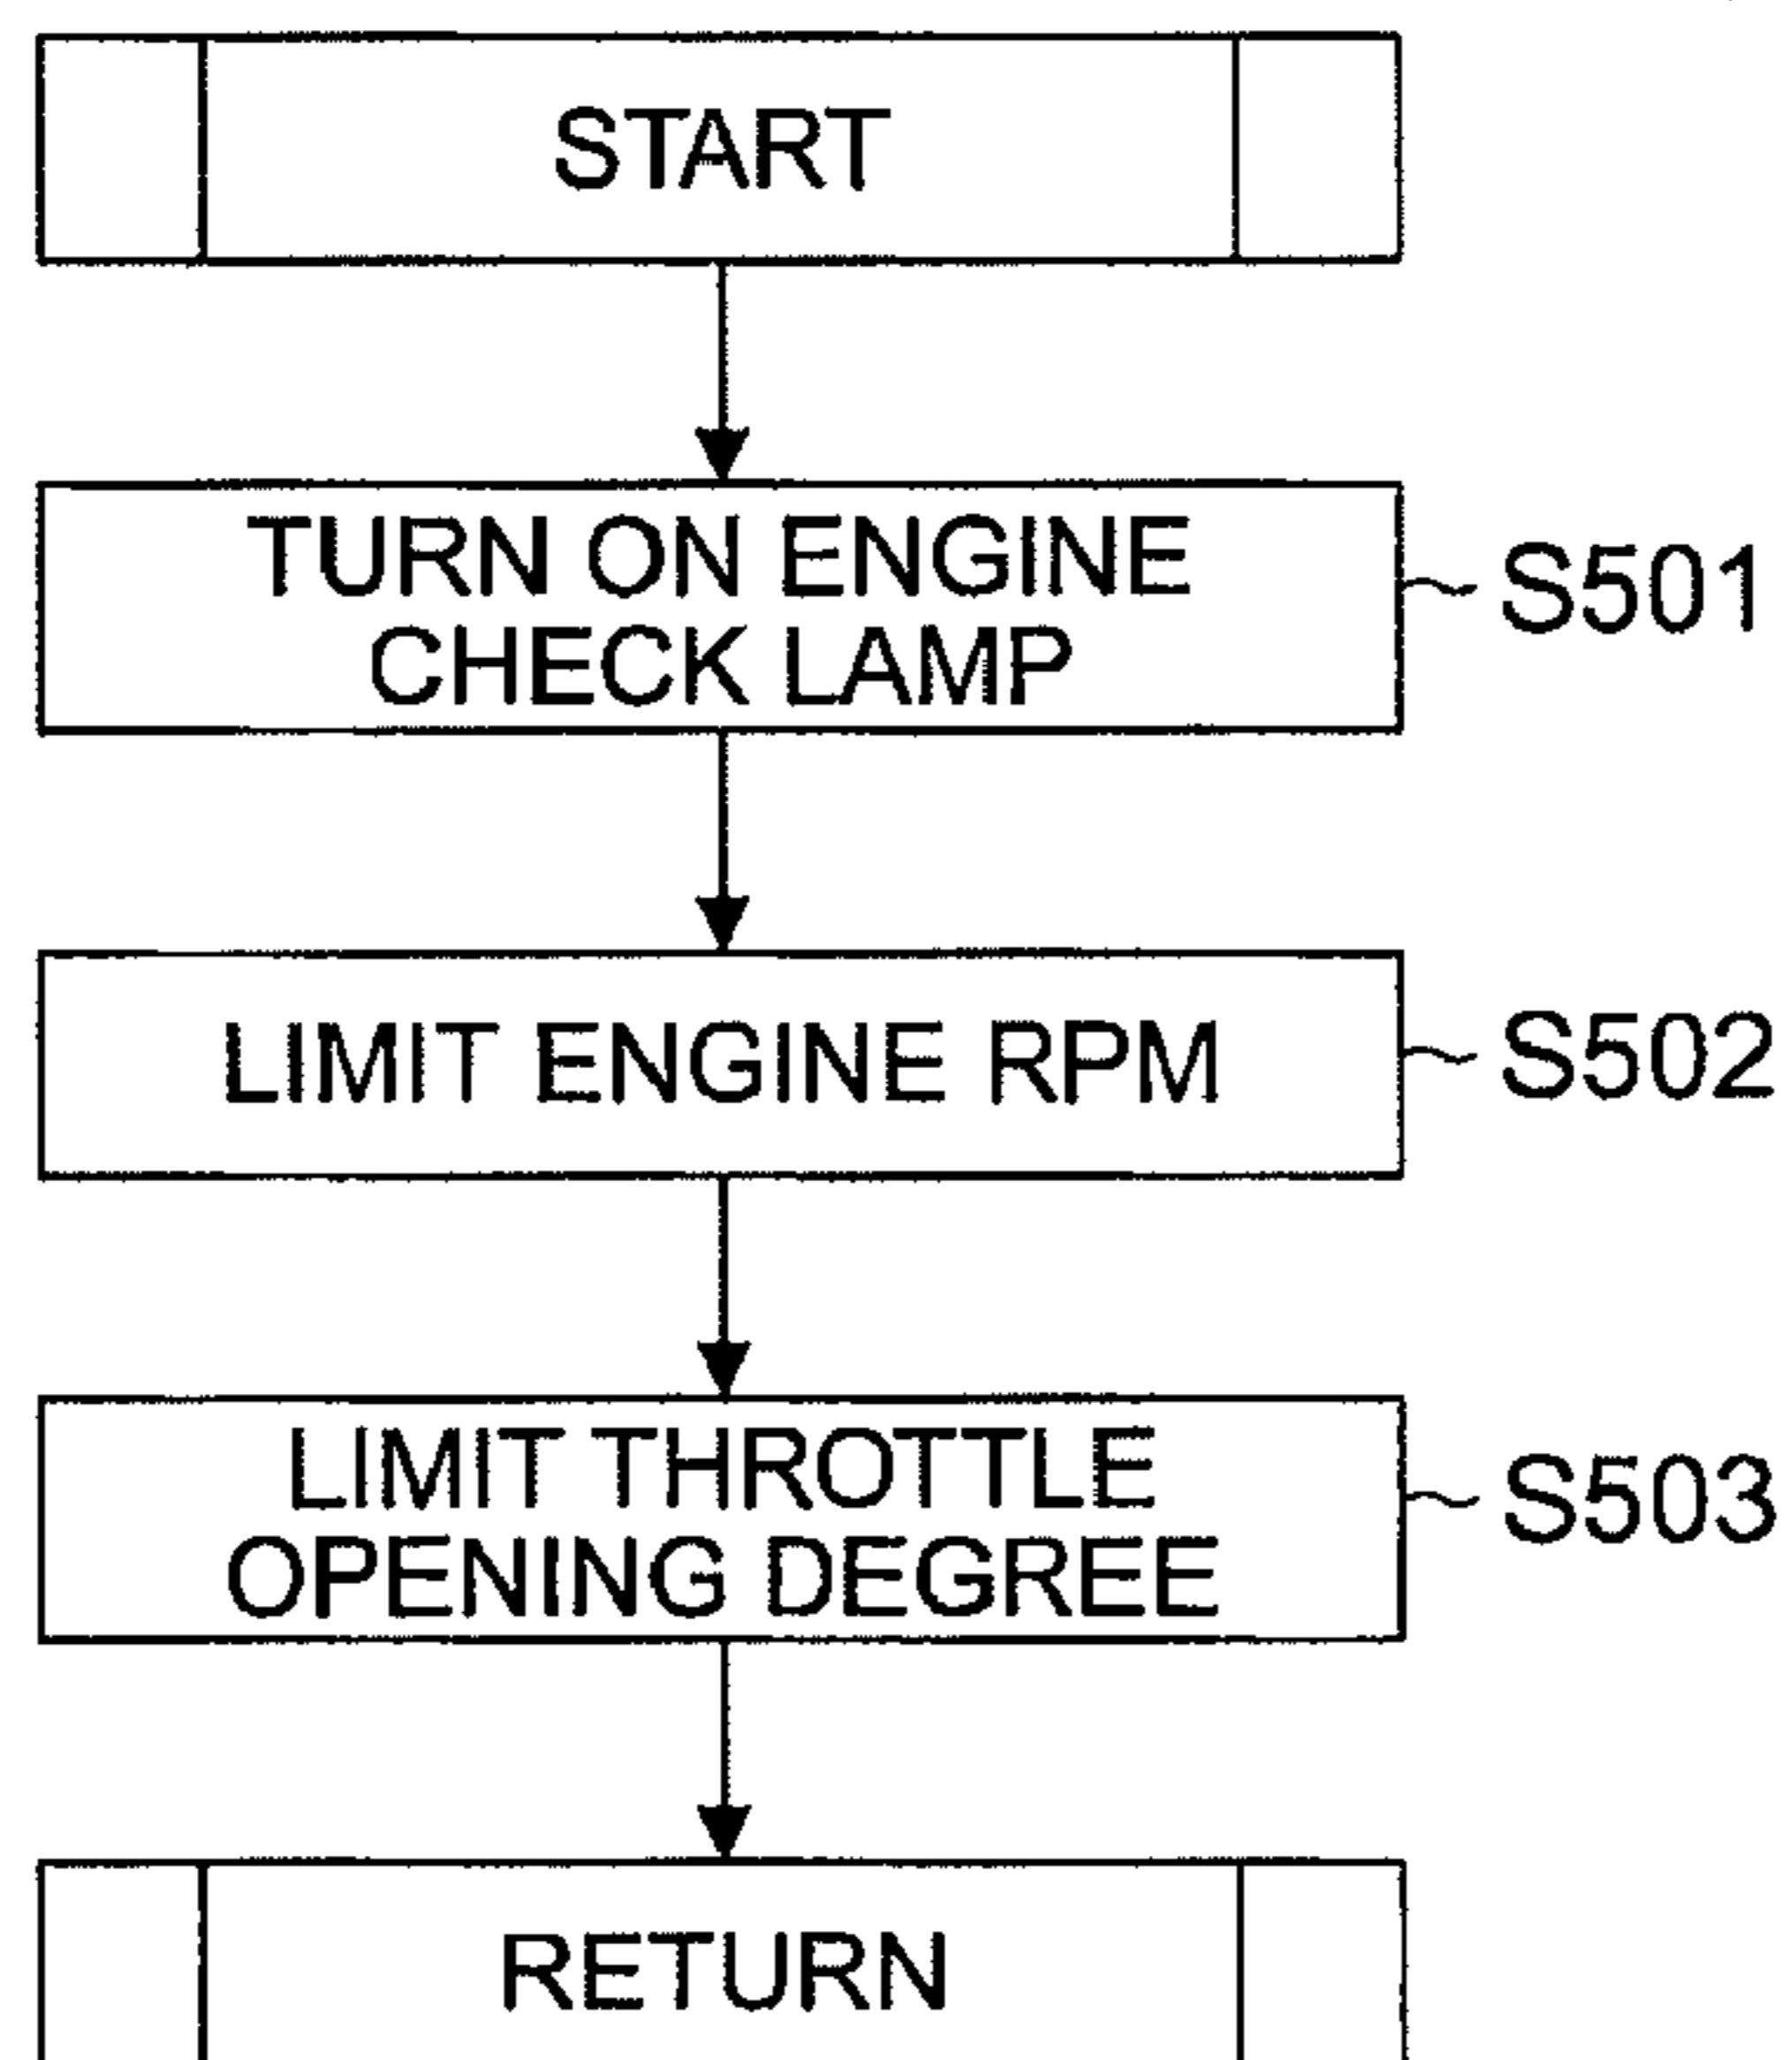 START
TURN ON ENGINE
CHECK LAMP
S501
LIMIT ENGINE RPM
S502
LIMIT THROTTLE
OPENING DEGREE
S503
RETURN